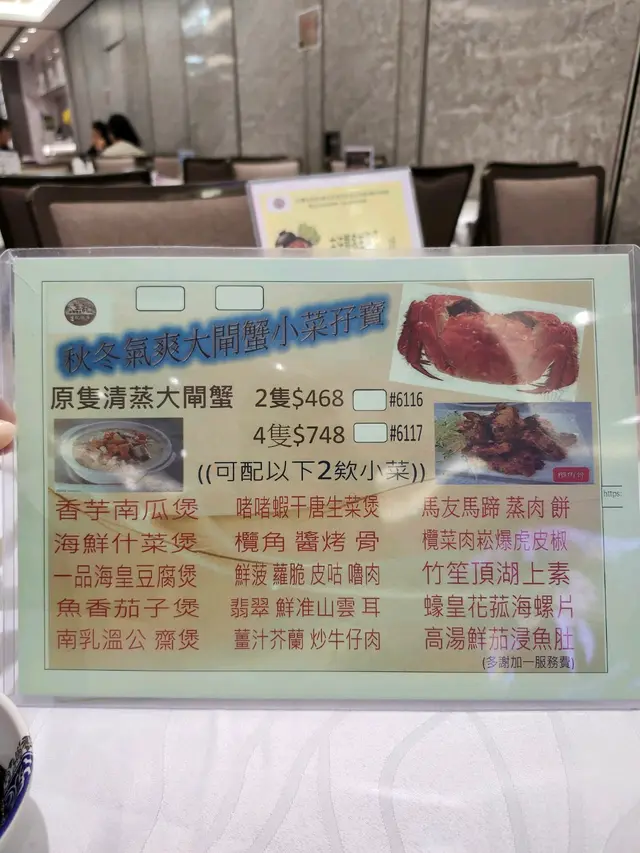 秋冬氣爽大閘蟹小菜孖寶
原隻清蒸大閘蟹 2隻$468 #6116
4隻$748 #6117
((可配以下2欸小菜))
香芋南瓜煲 啫啫蝦干唐生菜煲 馬友馬蹄 蒸肉 餅
海鮮什菜煲 欖角 醬烤 骨 欖菜肉崧爆虎皮椒
一品海皇豆腐煲 鮮菠 蘿脆 皮咕 嚕肉 竹笙頂湖上素
魚香茄子煲 翡翠 鮮准山雲 耳 蠔皇花菰海螺片
南乳溫公 齋煲 薑汁芥蘭 炒牛仔肉 高湯鮮茄浸魚肚
(多謝加一服務費)
https: